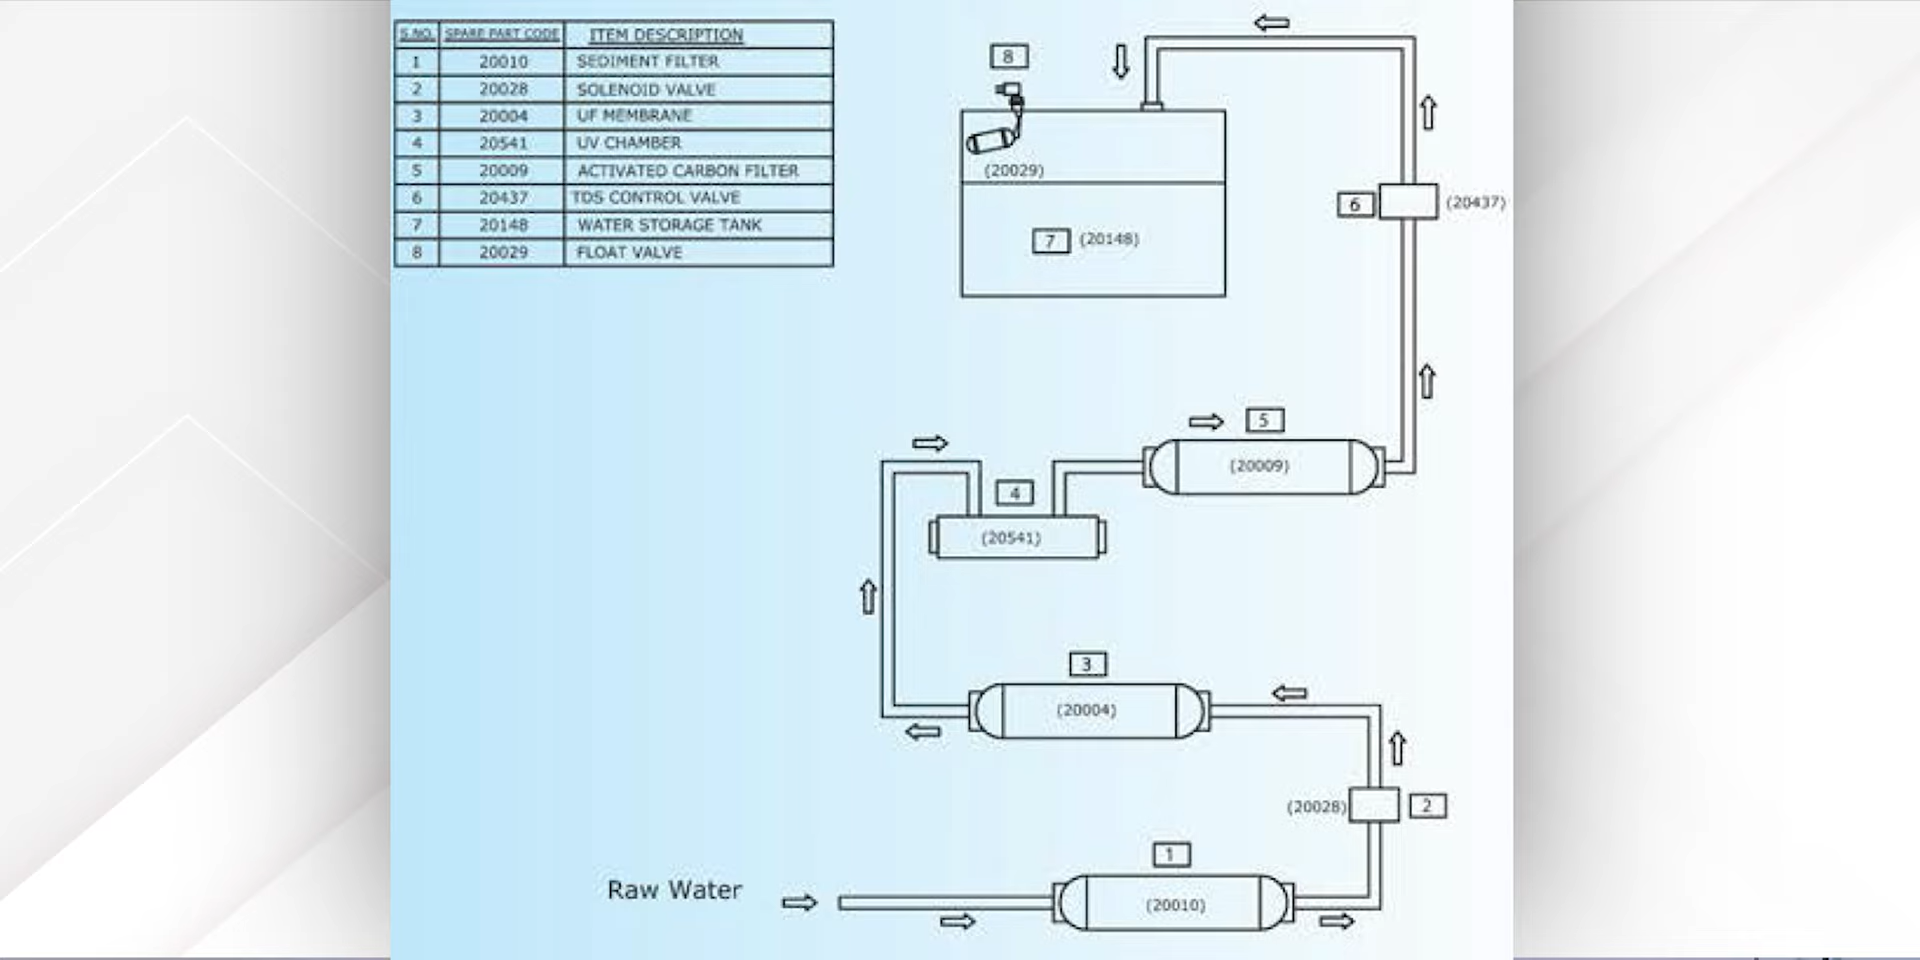 S.NO. SPARE PART CODE ITEM DESCRIPTION
1 20010 SEDIMENT FILTER
2 20028 SOLENOID VALVE
3 20004 UF MEMBRANE
4 20541 UV CHAMBER
5 20009 ACTIVATED CARBON FILTER
6 20437 TDS CONTROL VALVE
7 20148 WATER STORAGE TANK
8 20029 FLOAT VALVE
8
(20029)
7 (20148)
6 (20437)
5
(20009)
4
(20541)
3
(20004)
(20028) 2
1
Raw Water
(20010)